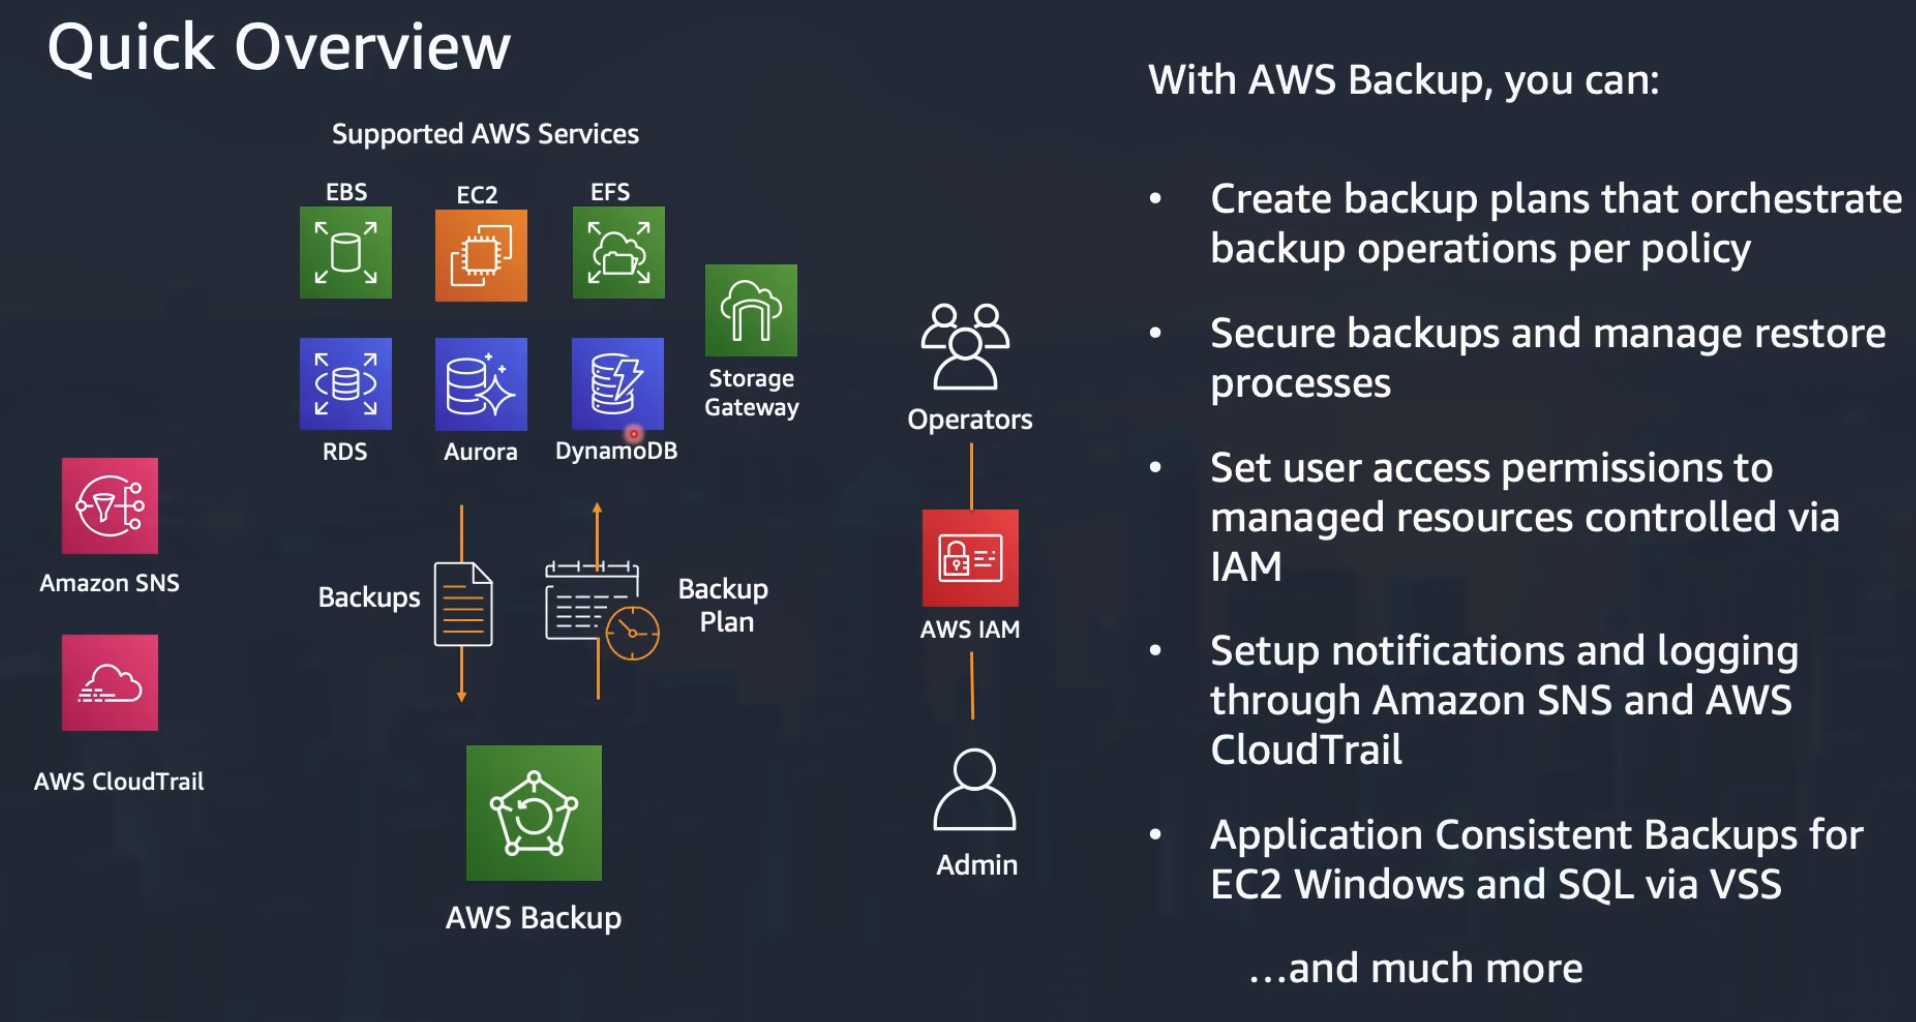 Quick Overview
Supported AWS Services
EBS
EC2
EFS
Storage
Gateway
RDS
Aurora
DynamoDB
Amazon SNS
AWS CloudTrail
Backups
Backup
Plan
AWS Backup
Operators
AWS IAM
Admin
With AWS Backup, you can:
• Create backup plans that orchestrate
backup operations per policy
• Secure backups and manage restore
processes
• Set user access permissions to
managed resources controlled via
IAM
• Setup notifications and logging
through Amazon SNS and AWS
CloudTrail
• Application Consistent Backups for
EC2 Windows and SQL via VSS
...and much more